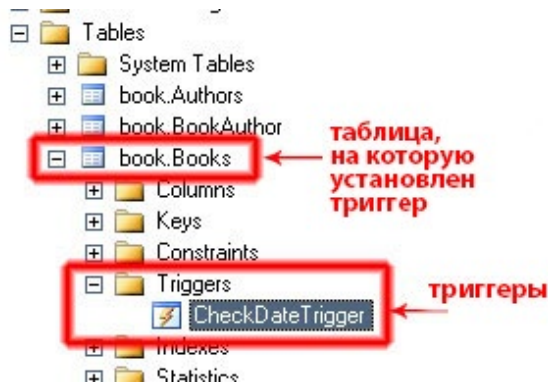 Tables
System Tables
book.Authors
book.BookAuthor
book.Books
таблица,
на которую
установлен
триггер
Columns
Keys
Constraints
Triggers
триггеры
CheckDateTrigger
Indexes
Statistics